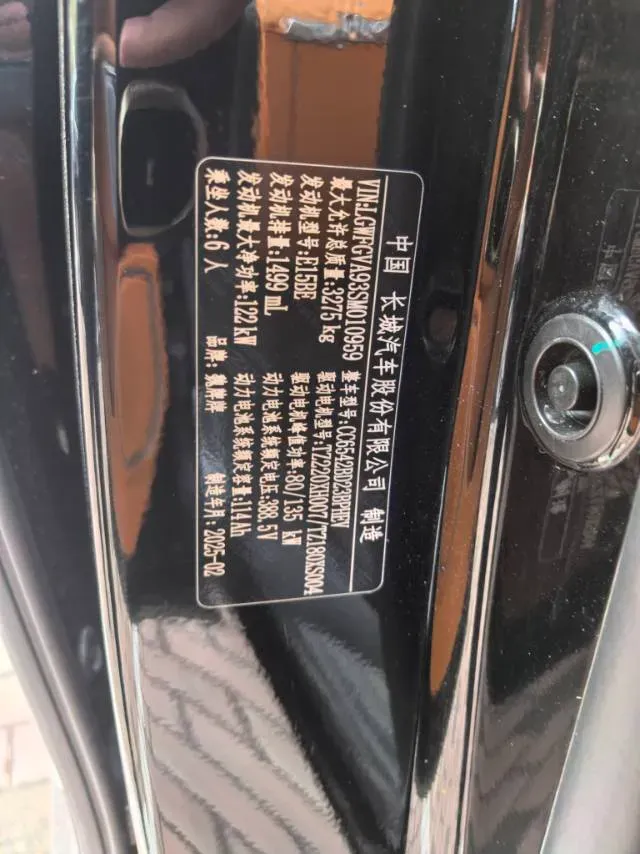 中国 长城汽车股份有限公司 制造
VIN:LGWFGVA93SM010959 整车型号:CC6542BD23BPHEV
最大允许总质量:3275 kg 驱动电机型号:TZ220XH007/TZ180XS004
发动机型号:E15BE 驱动电机峰值功率:80/135 kW
发动机排量:1499 mL 动力电池系统额定电压:388.5V
发动机最大净功率:122 kW 动力电池系统额定容量:114Ah
乘坐人数:6 人 品牌:魏牌牌 制造年月:2025-02